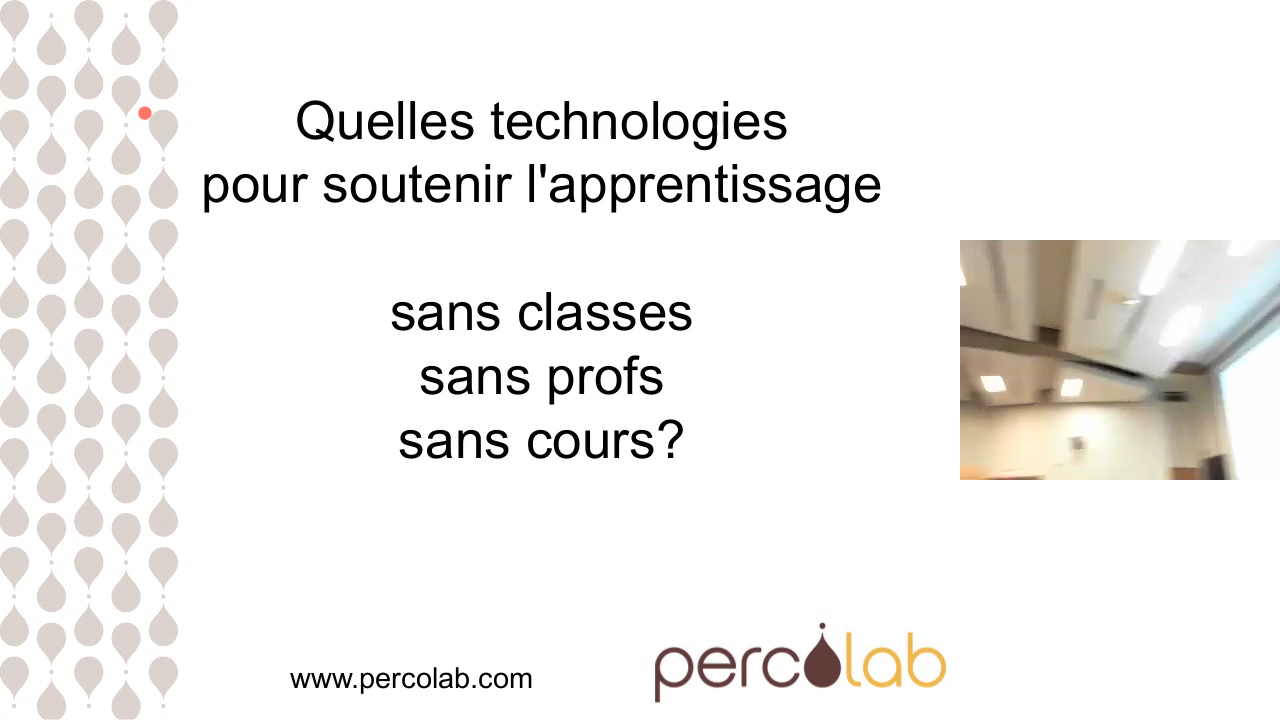 Quelles technologies
pour soutenir l'apprentissage
sans classes
sans profs
sans cours?
www.percolab.com
percolab